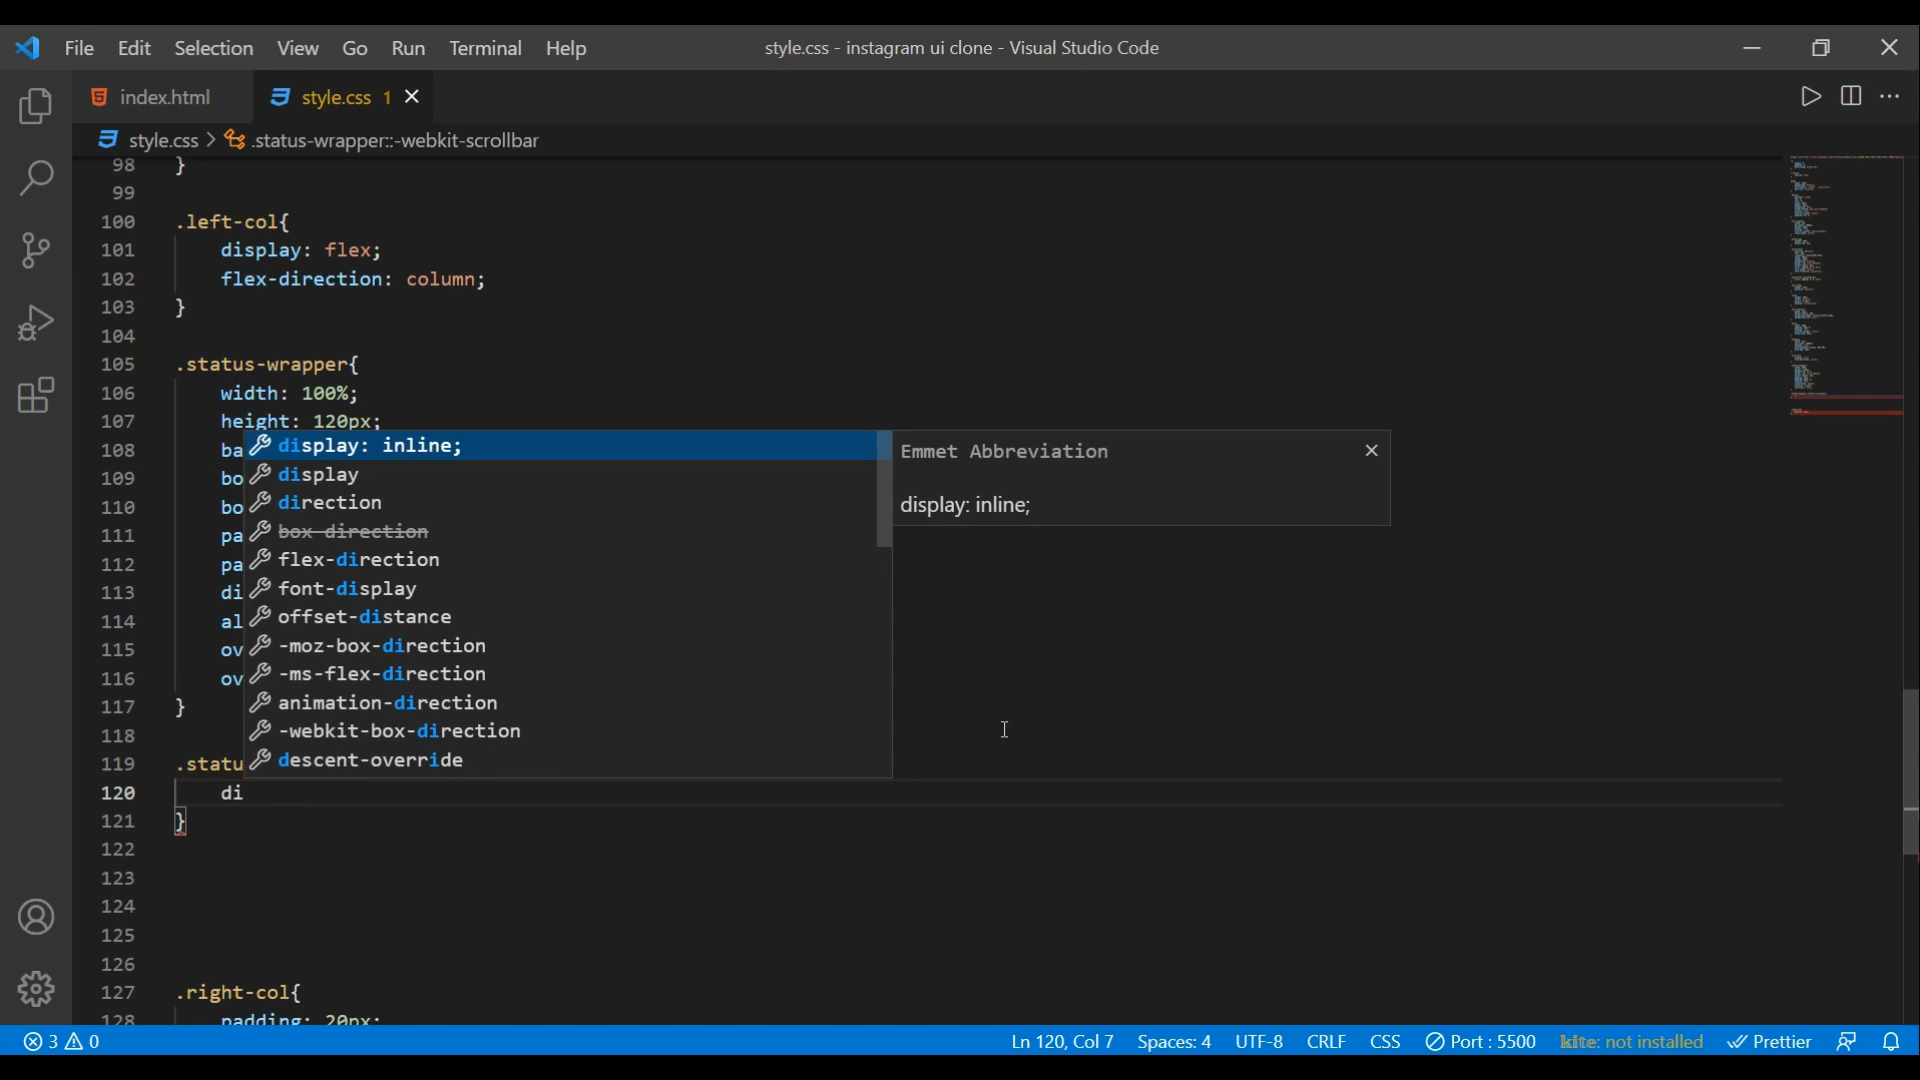 File Edit Selection View Go Run Terminal Help style.css - instagram ui clone - Visual Studio Code
index.html style.css 1
style.css > .status-wrapper::-webkit-scrollbar
98 }
99
100 .left-col{
101 display: flex;
102 flex-direction: column;
103 }
104
105 .status-wrapper{
106 width: 100%;
107 height: 120px;
108 ba display: inline; Emmet Abbreviation
109 bo display
110 bo direction display: inline;
111 pa box-direction
112 pa flex-direction
113 di font-display
114 al offset-distance
115 ov -moz-box-direction
116 ov -ms-flex-direction
117 } animation-direction
118 -webkit-box-direction
119 .statu descent-override
120 di
121 }
122
123
124
125
126
127 .right-col{
128 padding: 20px;
3 0 Ln 120, Col 7 Spaces: 4 UTF-8 CRLF CSS Port : 5500 kite: not installed Prettier